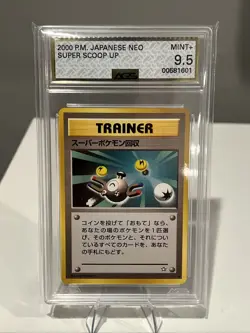 2000 P.M. JAPANESE NEO
SUPER SCOOP UP
MINT+
9.5
00681601
TRAINER
スーパーポケモン回収
コインを投げて「おもて」なら、
あなたの場のポケモンを1匹選
び、そのポケモンと、それについ
ているすべてのカードを、あなた
の手札にもどす。